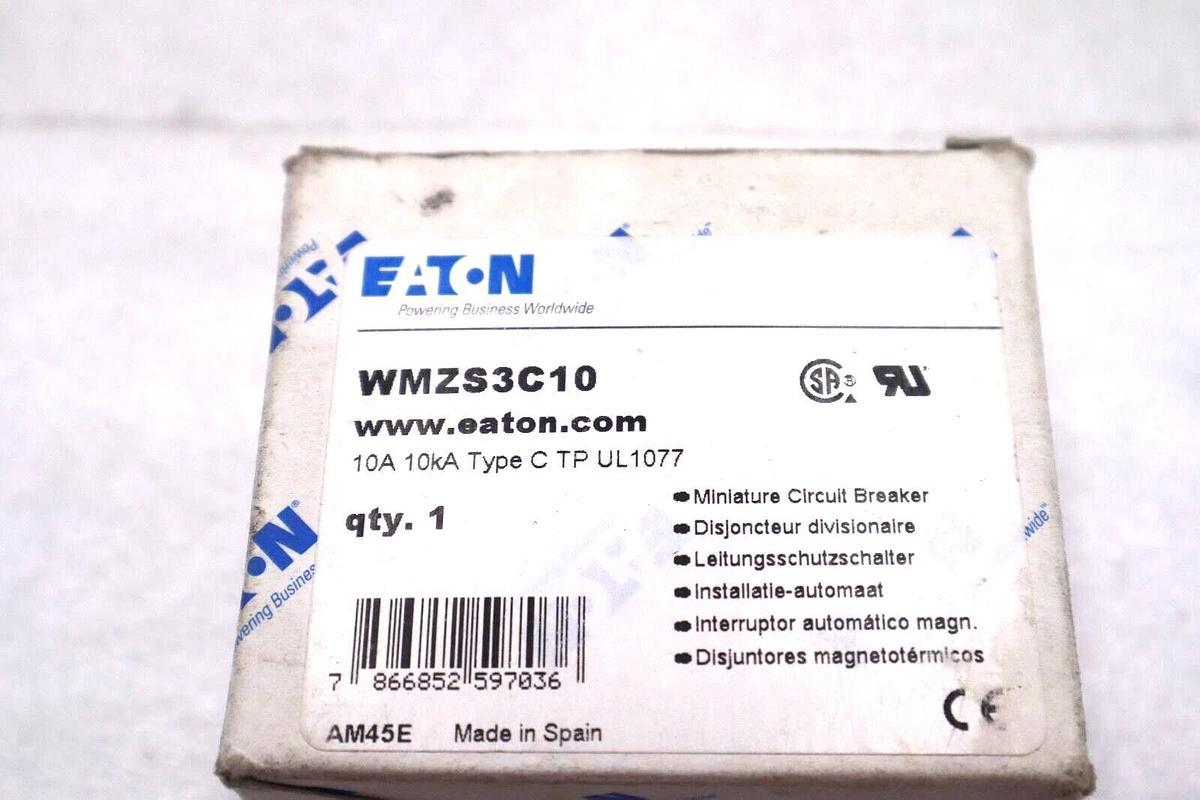 EATON
Powering Business Worldwide
WMZS3C10
www.eaton.com
10A 10kA Type C TP UL1077
qty. 1
Miniature Circuit Breaker
Disjoncteur divisionaire
Leitungsschutzschalter
Installatie-automaat
Interruptor automático magn.
Disjuntores magnetotérmicos
7 866852 597036
AM45E Made in Spain
CE